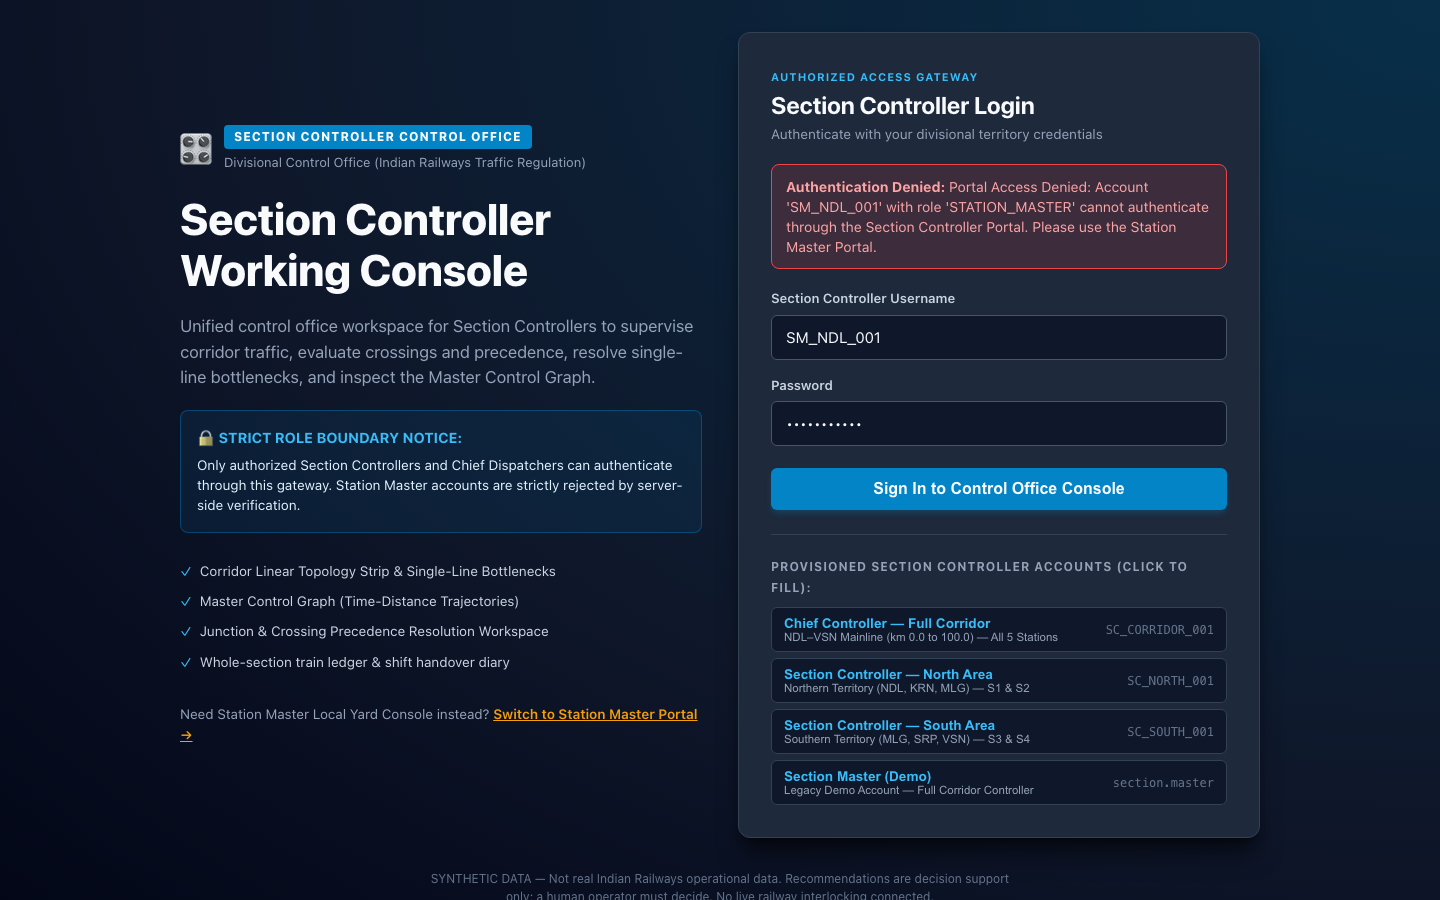 SECTION CONTROLLER CONTROL OFFICE
Divisional Control Office (Indian Railways Traffic Regulation)
Section Controller
Working Console
Unified control office workspace for Section Controllers to supervise
corridor traffic, evaluate crossings and precedence, resolve single-
line bottlenecks, and inspect the Master Control Graph.
🔒 STRICT ROLE BOUNDARY NOTICE:
Only authorized Section Controllers and Chief Dispatchers can authenticate
through this gateway. Station Master accounts are strictly rejected by server-
side verification.
✓ Corridor Linear Topology Strip & Single-Line Bottlenecks
✓ Master Control Graph (Time-Distance Trajectories)
✓ Junction & Crossing Precedence Resolution Workspace
✓ Whole-section train ledger & shift handover diary
Need Station Master Local Yard Console instead? Switch to Station Master Portal
→
AUTHORIZED ACCESS GATEWAY
Section Controller Login
Authenticate with your divisional territory credentials
Authentication Denied: Portal Access Denied: Account
'SM_NDL_001' with role 'STATION_MASTER' cannot authenticate
through the Section Controller Portal. Please use the Station
Master Portal.
Section Controller Username
SM_NDL_001
Password
•••••••••••
Sign In to Control Office Console
PROVISIONED SECTION CONTROLLER ACCOUNTS (CLICK TO
FILL):
Chief Controller — Full Corridor
NDL–VSN Mainline (km 0.0 to 100.0) — All 5 Stations
SC_CORRIDOR_001
Section Controller — North Area
Northern Territory (NDL, KRN, MLG) — S1 & S2
SC_NORTH_001
Section Controller — South Area
Southern Territory (MLG, SRP, VSN) — S3 & S4
SC_SOUTH_001
Section Master (Demo)
Legacy Demo Account — Full Corridor Controller
section.master
SYNTHETIC DATA — Not real Indian Railways operational data. Recommendations are decision support
only; a human operator must decide. No live railway interlocking connected.